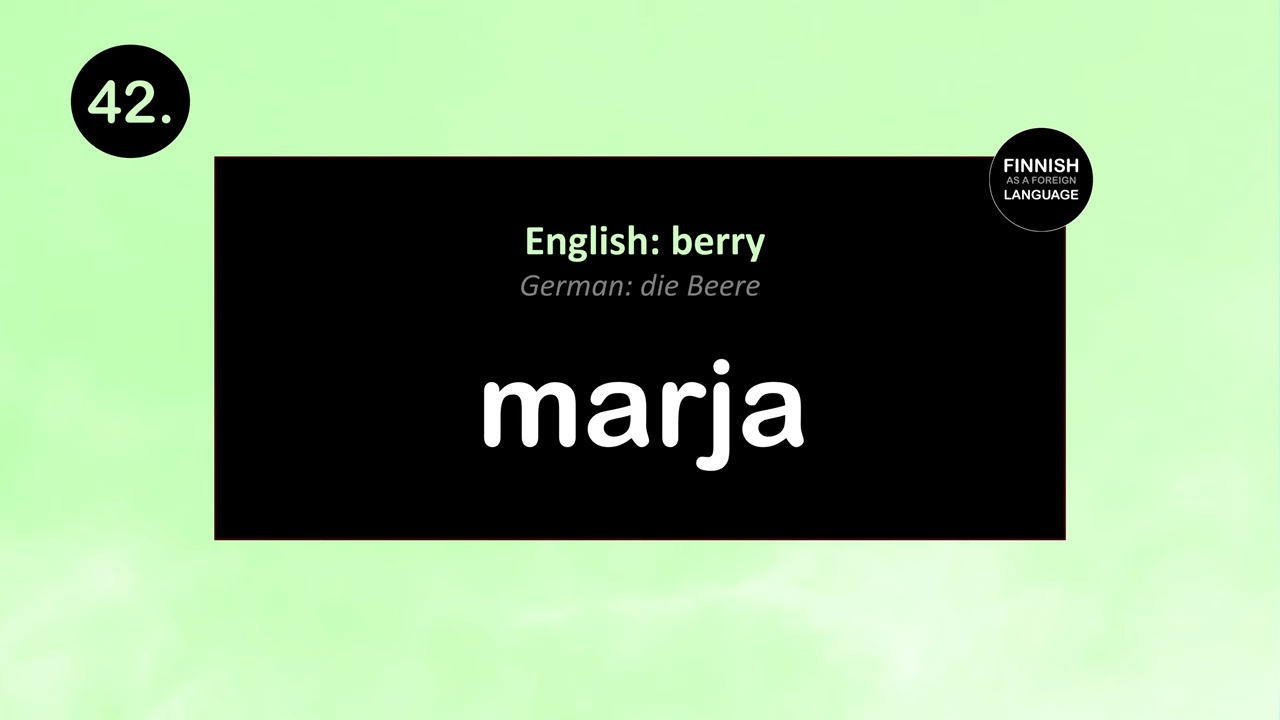 42.
FINNISH
AS A FOREIGN
LANGUAGE
English: berry
German: die Beere
marja